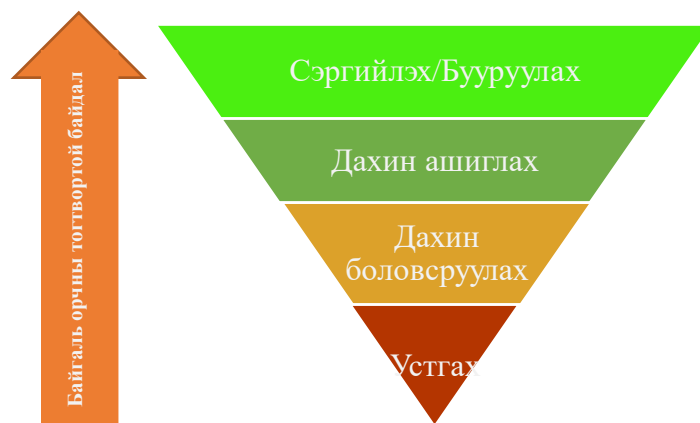 Байгаль орчны тогтвортой байдал
Сэргийлэх/Бууруулах
Дахин ашиглах
Дахин
боловсруулах
Устгах